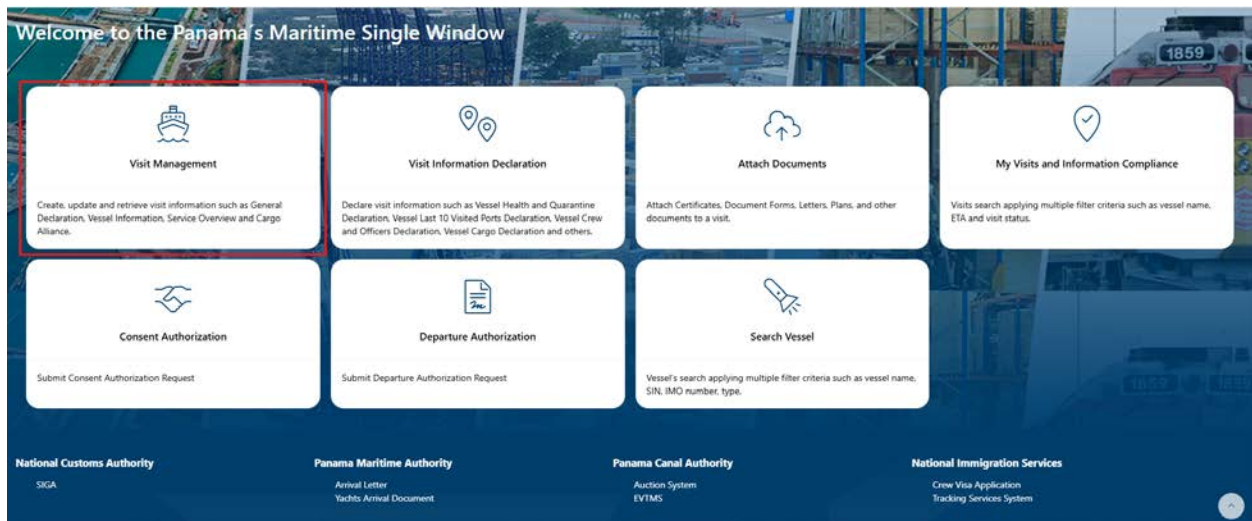 Welcome to the Panama's Maritime Single Window
1859
Visit Management
Create, update and retrieve visit information such as General
Declaration, Vessel Information, Service Overview and Cargo
Alliance.
Visit Information Declaration
Declare visit information such as Vessel Health and Quarantine
Declaration, Vessel Last 10 Visited Ports Declaration, Vessel Crew
and Officers Declaration, Vessel Cargo Declaration and others.
Attach Documents
Attach Certificates, Document Forms, Letters, Plans, and other
documents to a visit.
My Visits and Information Compliance
Visits search applying multiple filter criteria such as vessel name,
ETA and visit status.
Consent Authorization
Submit Consent Authorization Request
Departure Authorization
Submit Departure Authorization Request
Search Vessel
Vessel's search applying multiple filter criteria such as vessel name,
SIN, IMO number, type.
1859
National Customs Authority
SIGA
Panama Maritime Authority
Arrival Letter
Yachts Arrival Document
Panama Canal Authority
Auction System
EVTMS
National Immigration Services
Crew Visa Application
Tracking Services System